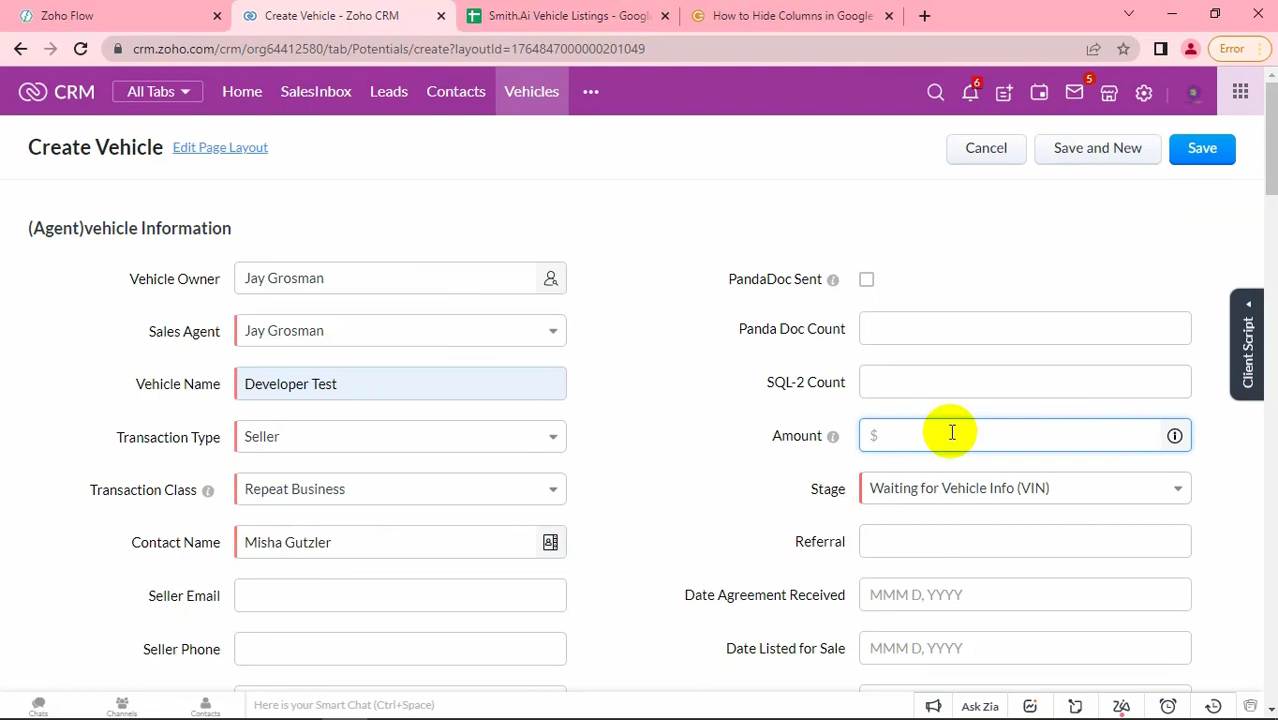 Zoho Flow
Create Vehicle - Zoho CRM
Smith.Ai Vehicle Listings - Google
How to Hide Columns in Google
crm.zoho.com/crm/org64412580/tab/Potentials/create?layoutId=1764847000000201049
Error
CRM
All Tabs
Home
SalesInbox
Leads
Contacts
Vehicles
6
5
Create Vehicle
Edit Page Layout
Cancel
Save and New
Save
(Agent)vehicle Information
Vehicle Owner
Jay Grosman
PandaDoc Sent
Sales Agent
Jay Grosman
Panda Doc Count
Vehicle Name
Developer Test
SQL-2 Count
Transaction Type
Seller
Amount
$
Transaction Class
Repeat Business
Stage
Waiting for Vehicle Info (VIN)
Contact Name
Misha Gutzler
Referral
Seller Email
Date Agreement Received
MMM D, YYYY
Seller Phone
Date Listed for Sale
MMM D, YYYY
Client Script
Chats
Channels
Contacts
Here is your Smart Chat (Ctrl+Space)
Ask Zia